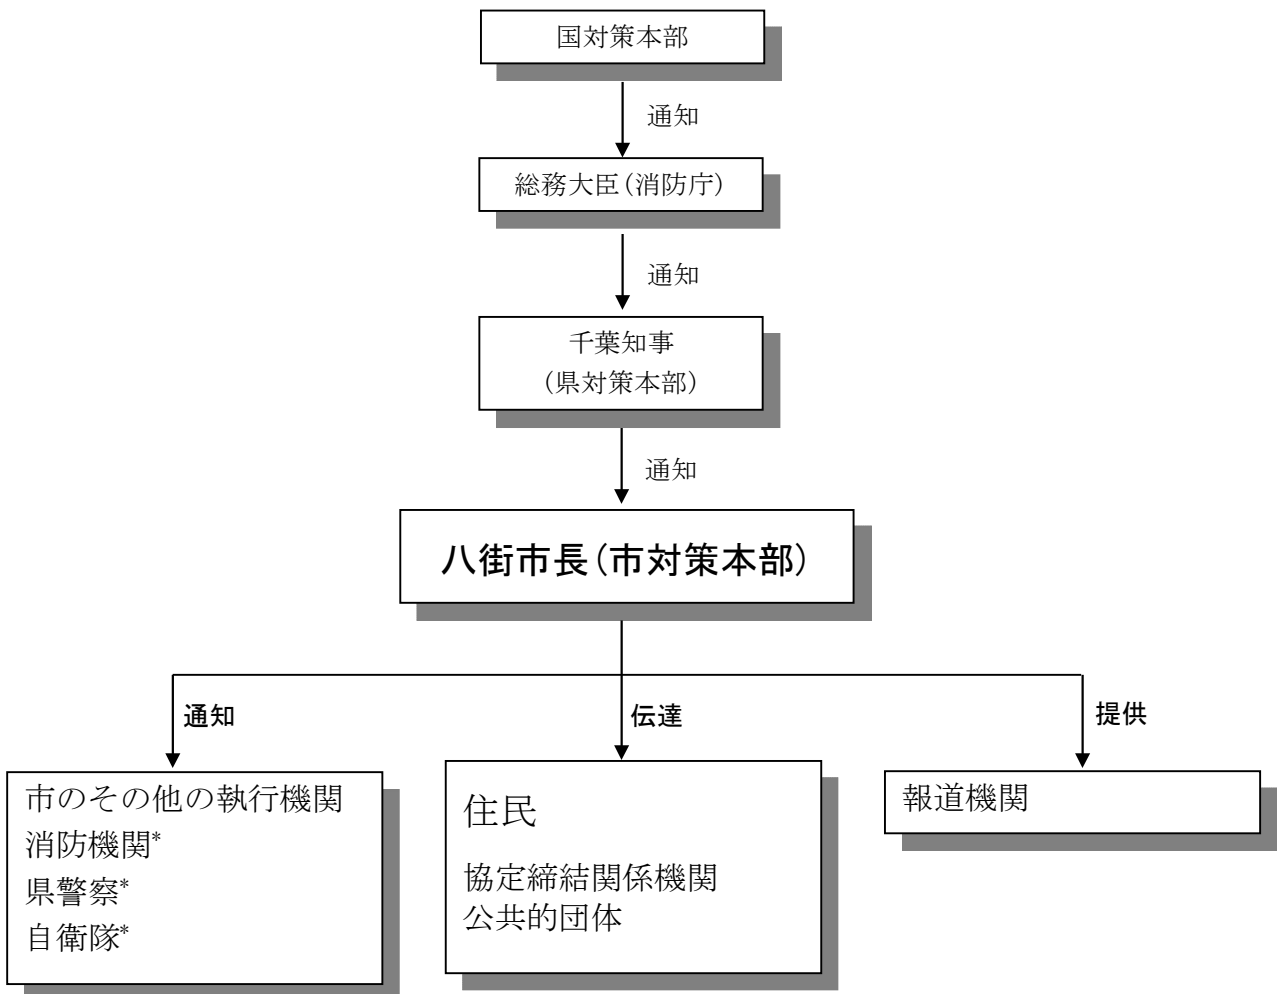 国対策本部
通知
総務大臣(消防庁)
通知
千葉知事
(県対策本部)
通知
八街市長(市対策本部)
通知
伝達
提供
市のその他の執行機関
消防機関*
県警察*
自衛隊*
住民
協定締結関係機関
公共的団体
報道機関